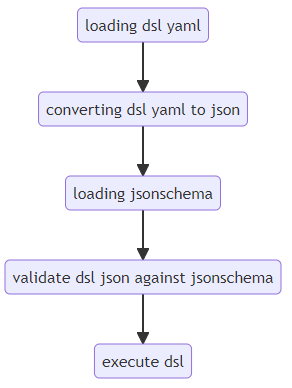 loading dsl yaml
converting dsl yaml to json
loading jsonschema
validate dsl json against jsonschema
execute dsl